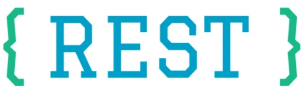 { REST }